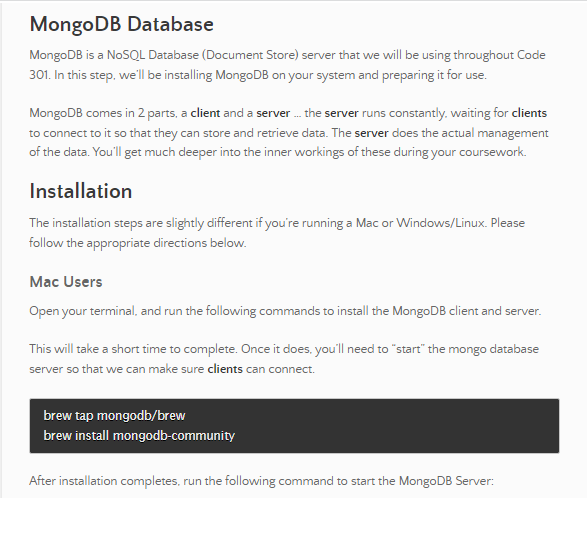 MongoDB Database
MongoDB is a NoSQL Database (Document Store) server that we will be using throughout Code
301. In this step, we'll be installing MongoDB on your system and preparing it for use.
MongoDB comes in 2 parts, a client and a server ... the server runs constantly, waiting for clients
to connect to it so that they can store and retrieve data. The server does the actual management
of the data. You'll get much deeper into the inner workings of these during your coursework.
Installation
The installation steps are slightly different if you're running a Mac or Windows/Linux. Please
follow the appropriate directions below.
Mac Users
Open your terminal, and run the following commands to install the MongoDB client and server.
This will take a short time to complete. Once it does, you'll need to "start" the mongo database
server so that we can make sure clients can connect.
brew tap mongodb/brew
brew install mongodb-community
After installation completes, run the following command to start the MongoDB Server: